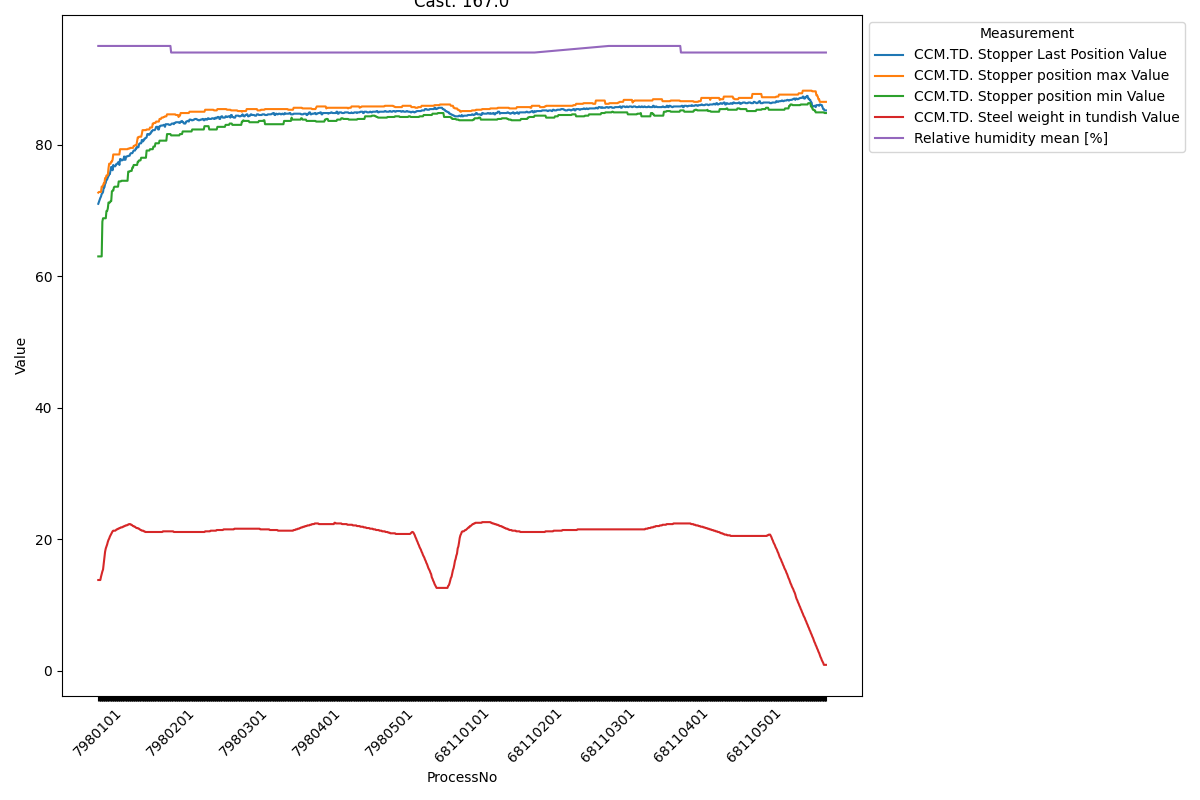 Cast: 167.0
Measurement
CCM.TD. Stopper Last Position Value
CCM.TD. Stopper position max Value
CCM.TD. Stopper position min Value
CCM.TD. Steel weight in tundish Value
Relative humidity mean [%]
Value
80
60
40
20
0
7980101
7980201
7980301
7980401
7980501
68110101
68110201
68110301
68110401
68110501
ProcessNo